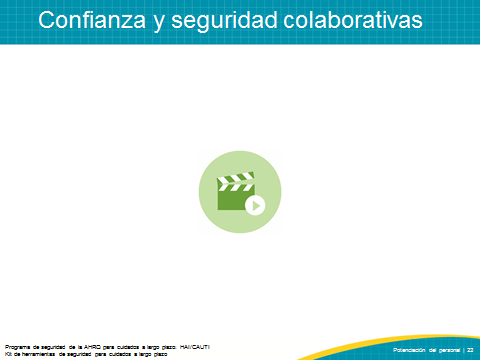 Confianza y seguridad colaborativas
Programa de seguridad de la AHRQ para cuidados a largo plazo: HAI/CAUTI
Kit de herramientas de seguridad para cuidados a largo plazo
Potenciación del personal | 23